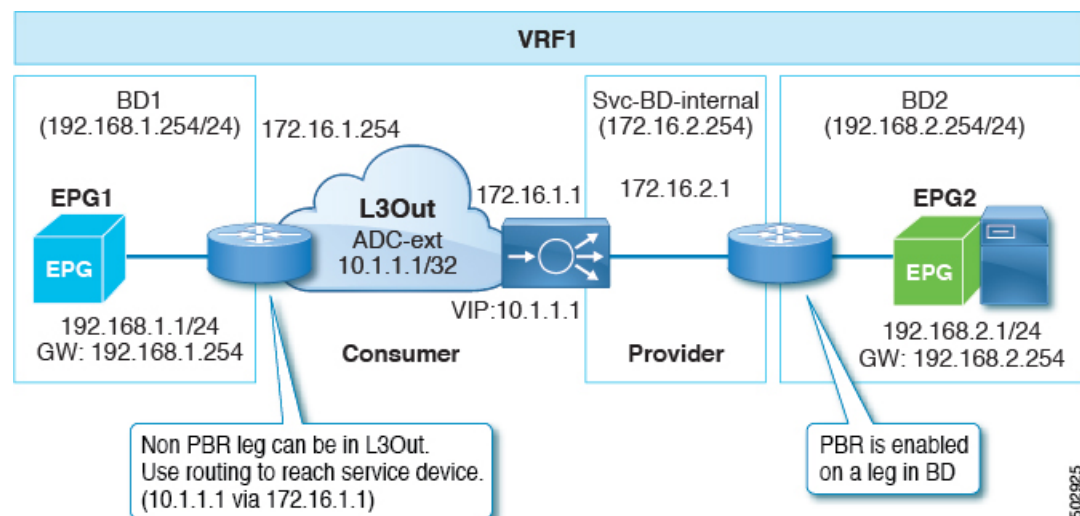 VRF1
BD1
(192.168.1.254/24)
172.16.1.254
Svc-BD-internal
(172.16.2.254)
BD2
(192.168.2.254/24)
EPG1
EPG
L3Out
ADC-ext
10.1.1.1/32
172.16.1.1
VIP:10.1.1.1
172.16.2.1
EPG2
EPG
192.168.1.1/24
GW: 192.168.1.254
Consumer
Provider
192.168.2.1/24
GW: 192.168.2.254
Non PBR leg can be in L3Out.
Use routing to reach service device.
(10.1.1.1 via 172.16.1.1)
PBR is enabled
on a leg in BD
502925